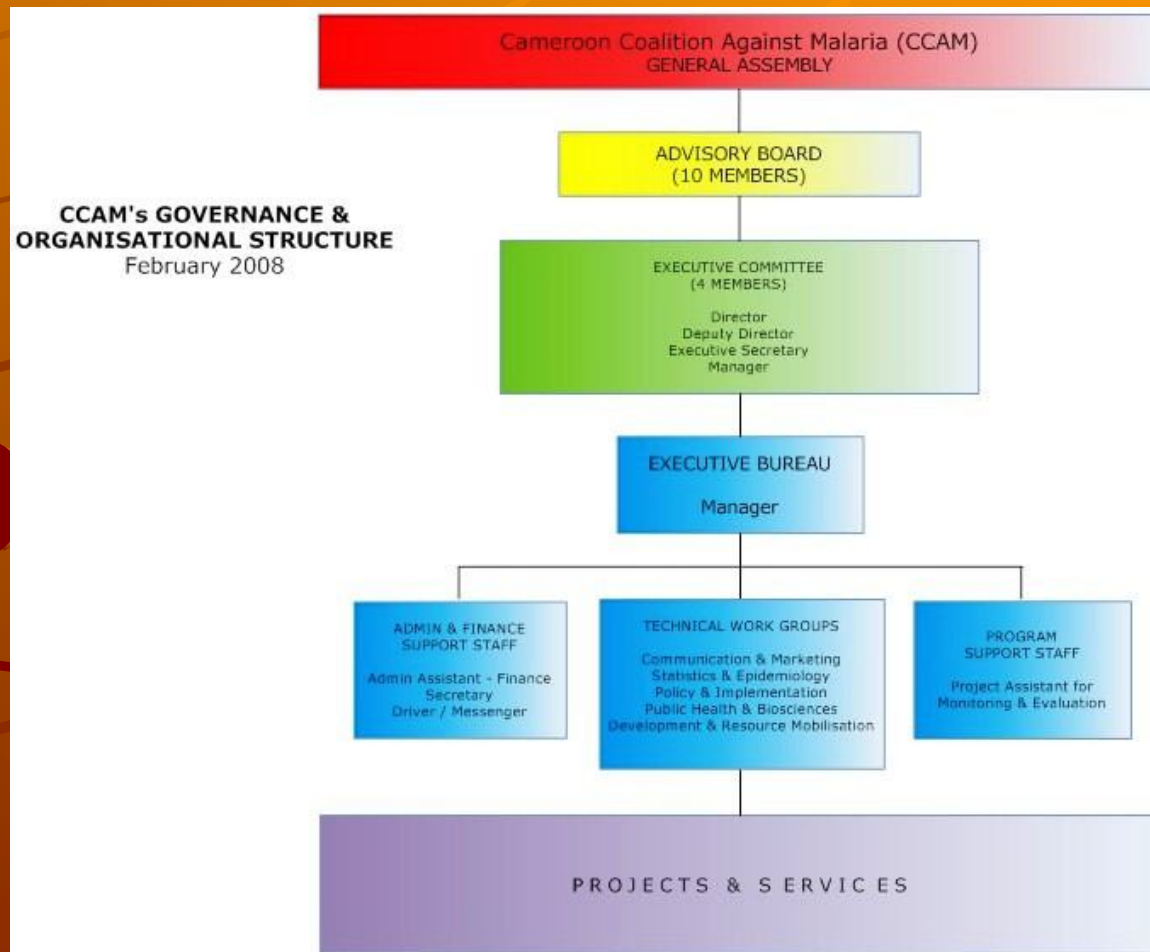 Cameroon Coalition Against Malaria (CCAM)
GENERAL ASSEMBLY
ADVISORY BOARD
(10 MEMBERS)
CCAM's GOVERNANCE &
ORGANISATIONAL STRUCTURE
February 2008
EXECUTIVE COMMITTEE
(4 MEMBERS)
Director
Deputy Director
Executive Secretary
Manager
EXECUTIVE BUREAU
Manager
ADMIN & FINANCE
SUPPORT STAFF
Admin Assistant - Finance
Secretary
Driver / Messenger
TECHNICAL WORK GROUPS
Communication & Marketing
Statistics & Epidemiology
Policy & Implementation
Public Health & Biosciences
Development & Resource Mobilisation
PROGRAM
SUPPORT STAFF
Project Assistant for
Monitoring & Evaluation
PROJECTS & SERVICES